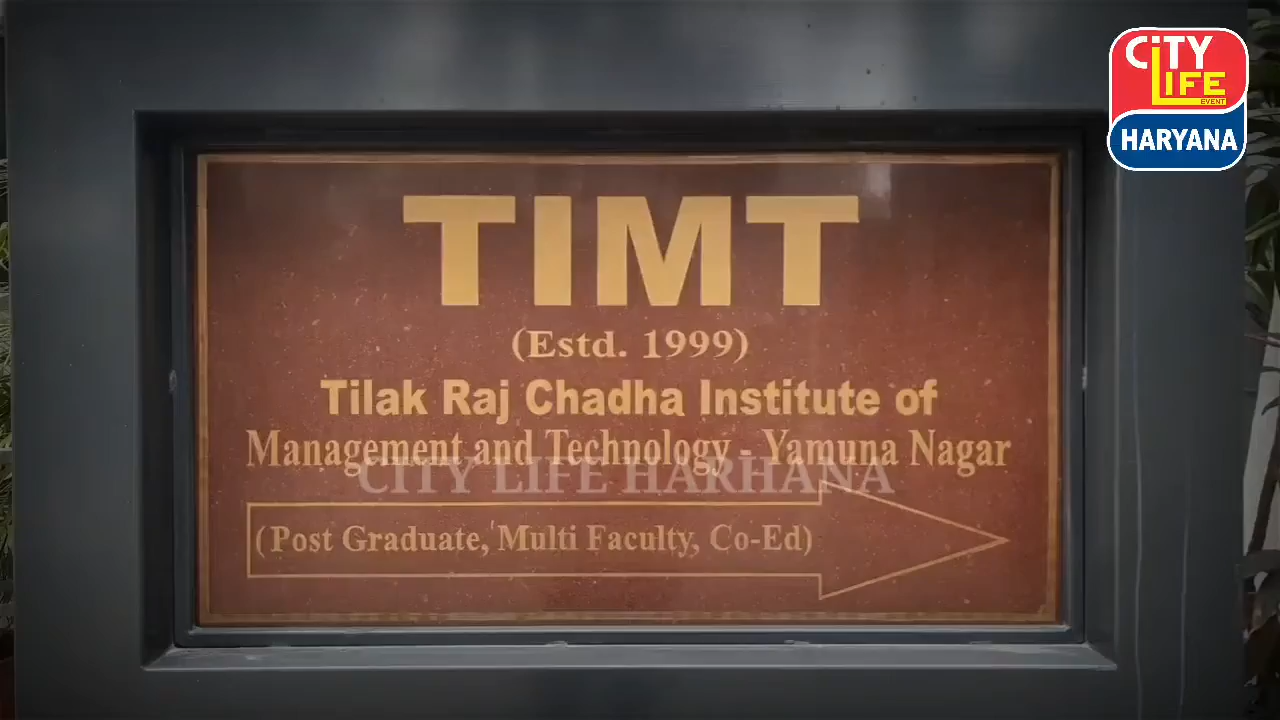 CiTY
LIFE
EVENT
HARYANA
TIMT
(Estd. 1999)
Tilak Raj Chadha Institute of
Management and Technology - Yamuna Nagar
CITY LIFE HARHANA
(Post Graduate, Multi Faculty, Co-Ed)